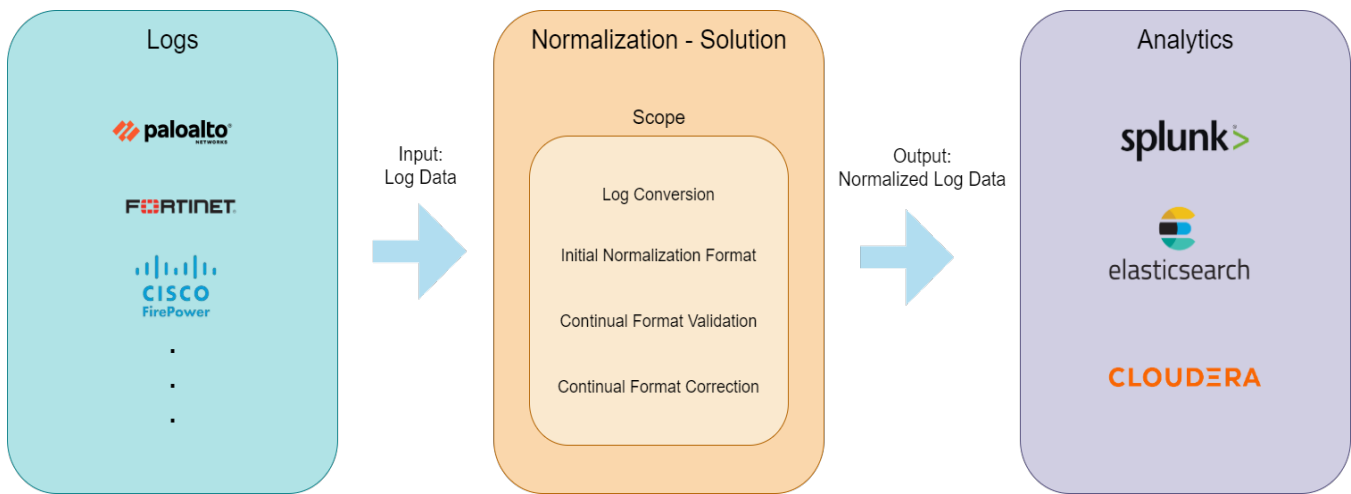 Logs
paloalto
NETWORKS
FORTINET
CISCO
FirePower
.
.
.
Input:
Log Data
Normalization - Solution
Scope
Log Conversion
Initial Normalization Format
Continual Format Validation
Continual Format Correction
Output:
Normalized Log Data
Analytics
splunk>
elasticsearch
CLOUDERA